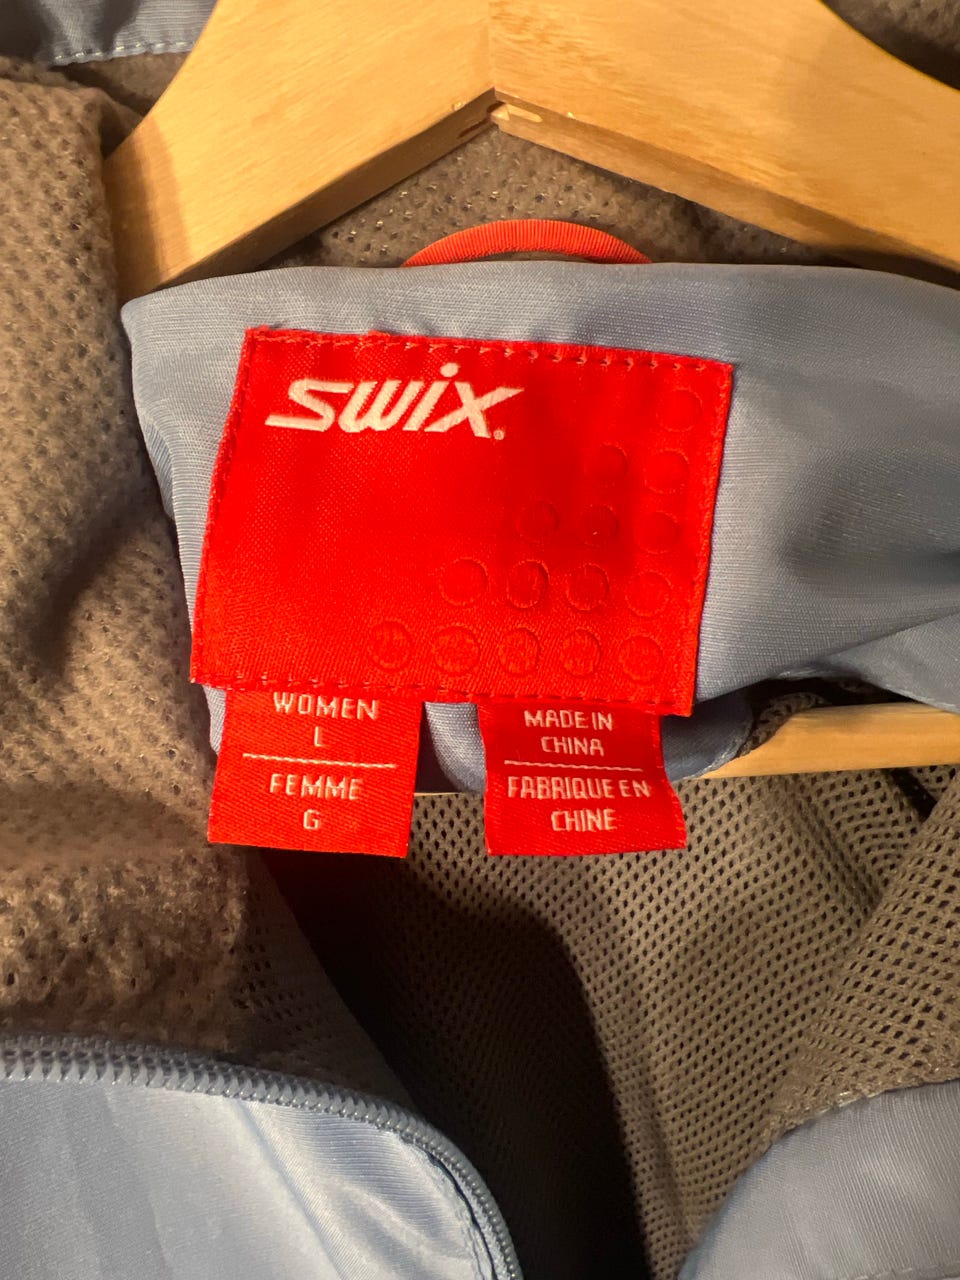 swix
WOMEN
L
FEMME
G
MADE IN
CHINA
FABRIQUE EN
CHINE